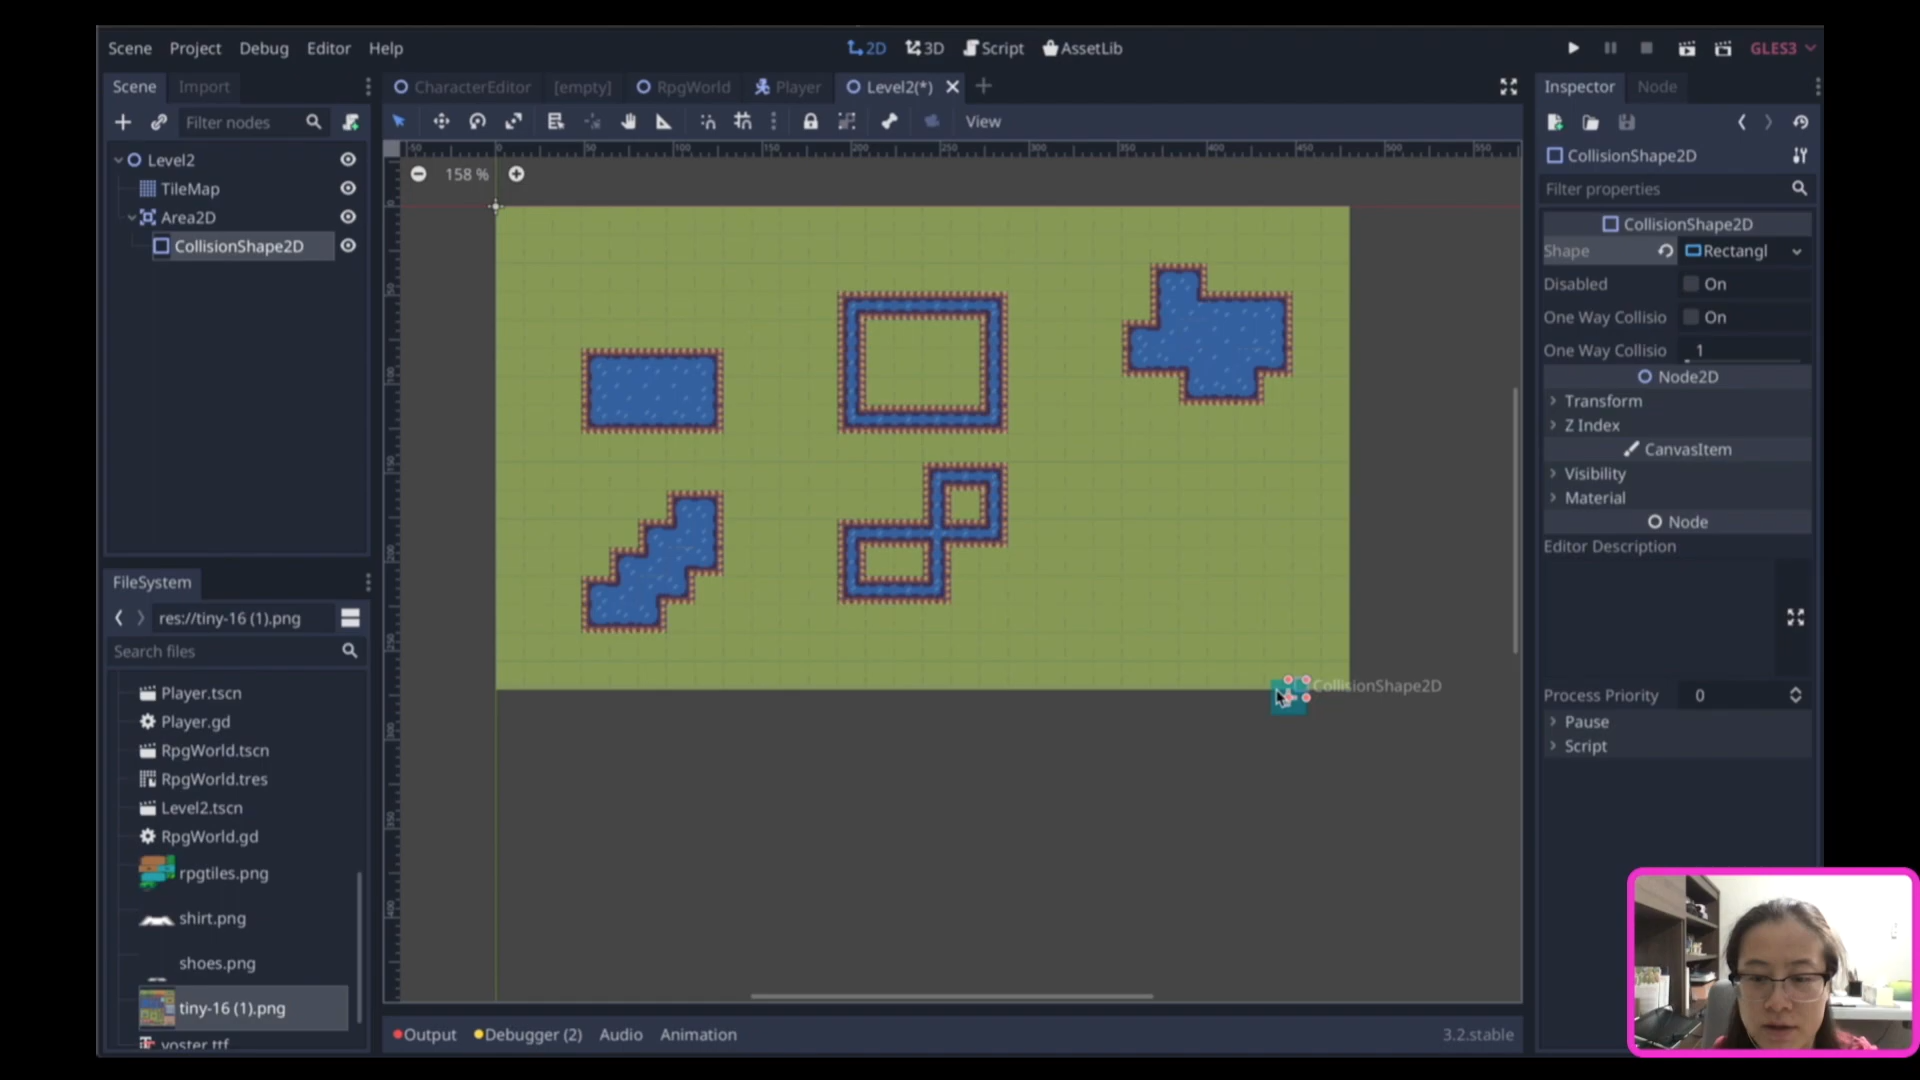 Scene Project Debug Editor Help
2D 3D Script AssetLib
GLES3
Scene Import
CharacterEditor [empty] RpgWorld Player Level2(*)
Inspector Node
Filter nodes
View
Level2
TileMap
Area2D
CollisionShape2D
158 %
CollisionShape2D
Filter properties
CollisionShape2D
Shape Rectangl
Disabled On
One Way Collisio On
One Way Collisio 1
Node2D
Transform
Z Index
CanvasItem
Visibility
Material
Node
Editor Description
Process Priority 0
Pause
Script
CollisionShape2D
FileSystem
res://tiny-16 (1).png
Search files
Player.tscn
Player.gd
RpgWorld.tscn
RpgWorld.tres
Level2.tscn
RpgWorld.gd
rpgtiles.png
shirt.png
shoes.png
tiny-16 (1).png
yoster.ttf
Output Debugger (2) Audio Animation
3.2.stable